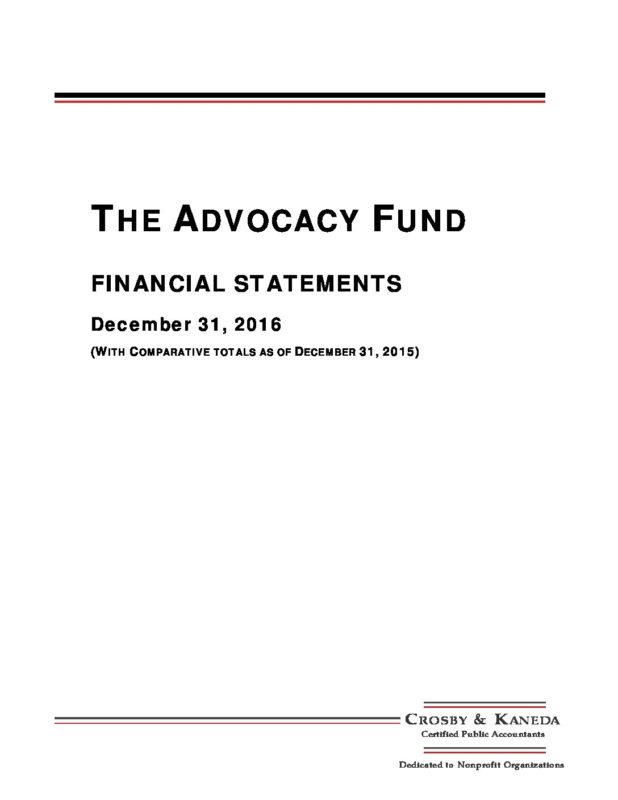 THE ADVOCACY FUND
FINANCIAL STATEMENTS
December 31, 2016
(WITH COMPARATIVE TOTALS AS OF DECEMBER 31, 2015)
CROSBY & KANEDA
Certified Public Accountants
Dedicated to Nonprofit Organizations